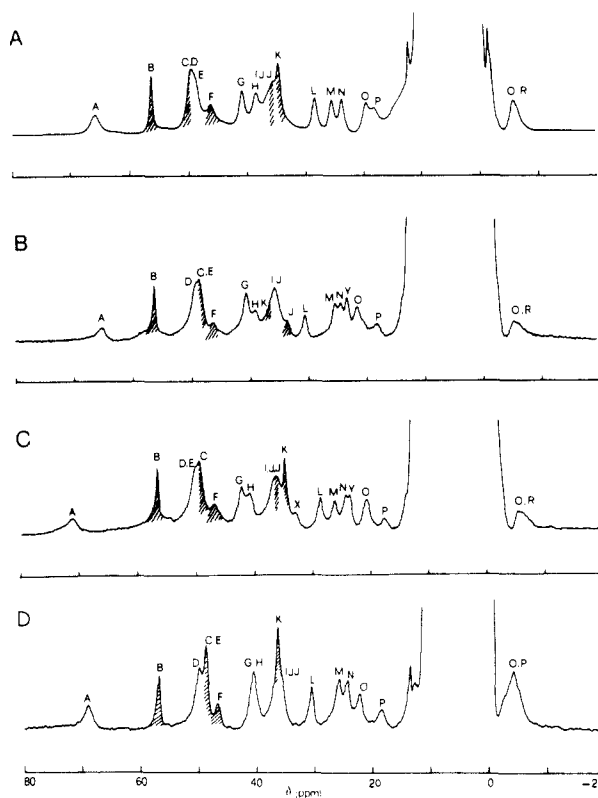 A
A B C,D E F G H I,J,J K L M N O P O,R
B
A B D C,E F G H K I,J J L M N Y O P O,R
C
A B D,E C F G H I,J,J K X L M N Y O P O,R
D
A B D C E F G H K I,J,J L M N O P O,P
80 60 40 20 0 -2
δ (ppm)